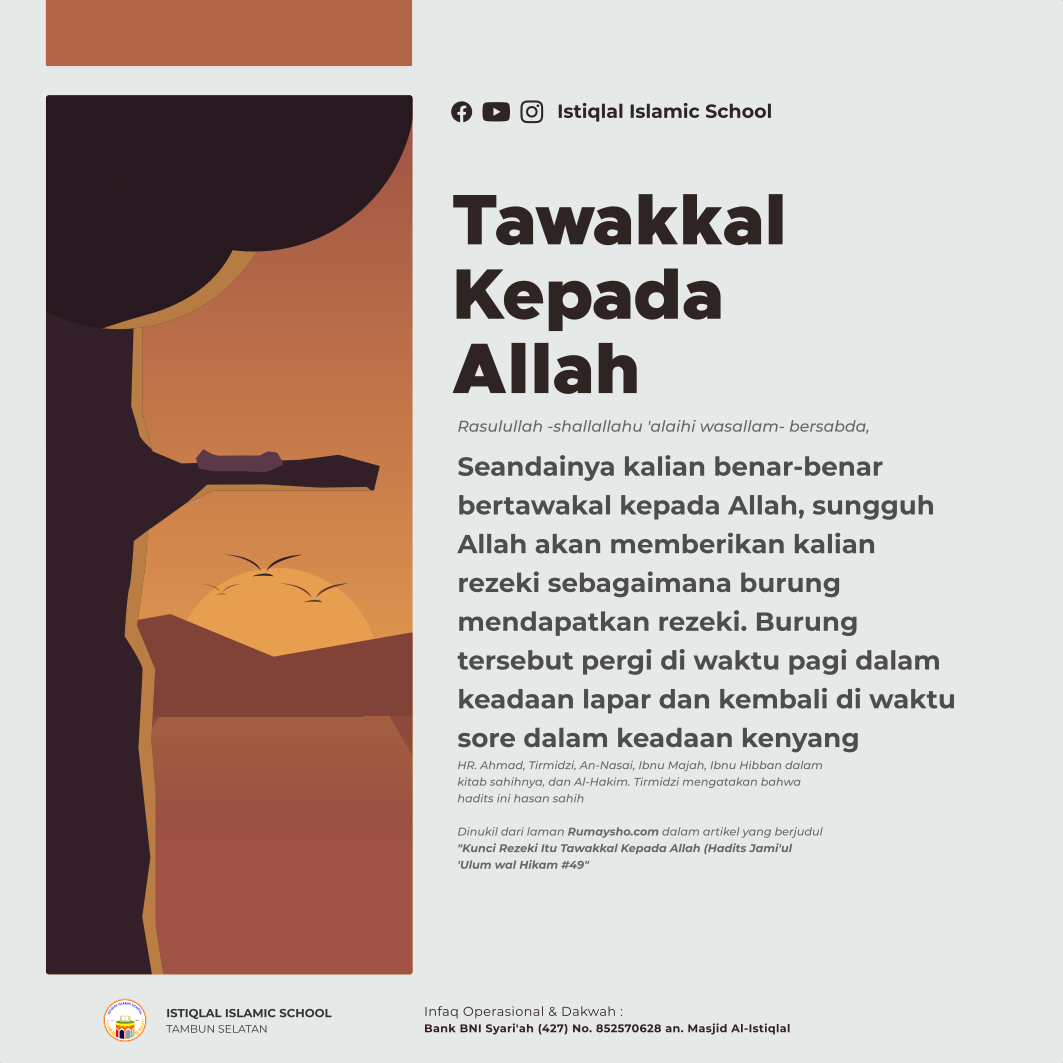 Istiqlal Islamic School
Tawakkal
Kepada
Allah
Rasulullah -shallallahu 'alaihi wasallam- bersabda,
Seandainya kalian benar-benar
bertawakal kepada Allah, sungguh
Allah akan memberikan kalian
rezeki sebagaimana burung
mendapatkan rezeki. Burung
tersebut pergi di waktu pagi dalam
keadaan lapar dan kembali di waktu
sore dalam keadaan kenyang
HR. Ahmad, Tirmidzi, An-Nasai, Ibnu Majah, Ibnu Hibban dalam
kitab sahihnya, dan Al-Hakim. Tirmidzi mengatakan bahwa
hadits ini hasan sahih
Dinukil dari laman Rumaysho.com dalam artikel yang berjudul
"Kunci Rezeki Itu Tawakkal Kepada Allah (Hadits Jami'ul
'Ulum wal Hikam #49"
ISTIQLAL ISLAMIC SCHOOL
TAMBUN SELATAN
Infaq Operasional & Dakwah :
Bank BNI Syari'ah (427) No. 852570628 an. Masjid Al-Istiqlal